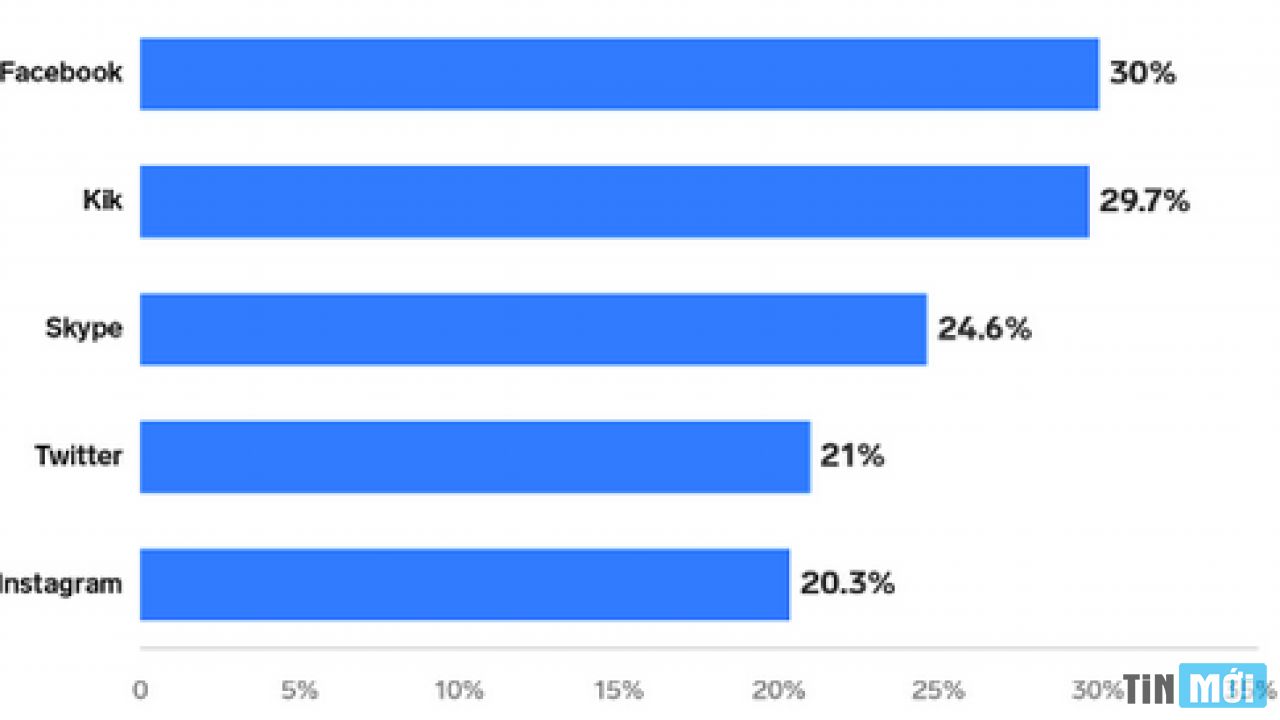 Facebook 30%
Kik 29.7%
Skype 24.6%
Twitter 21%
Instagram 20.3%
0 5% 10% 15% 20% 25% 30% 35%
TiN MỚi